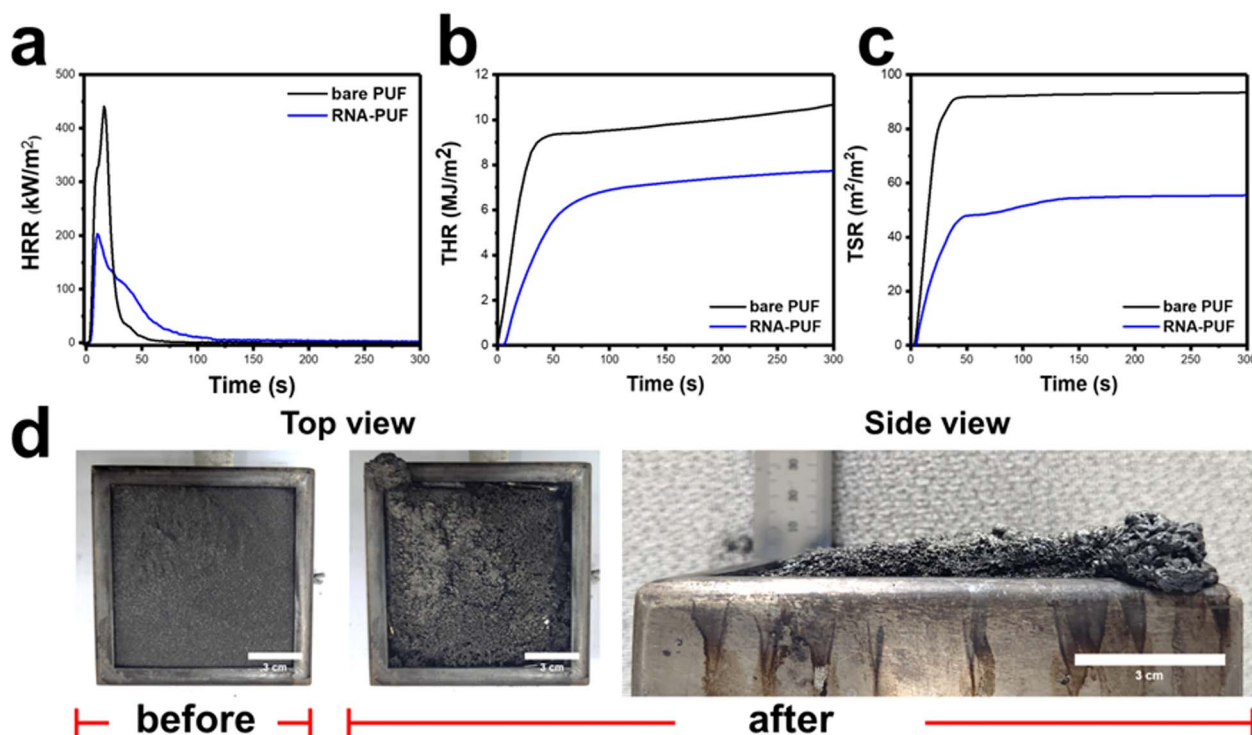 a
500
400
300
200
100
0
HRR (kW/m²)
0 50 100 150 200 250 300
Time (s)
bare PUF
RNA-PUF
b
12
10
8
6
4
2
0
THR (MJ/m²)
0 50 100 150 200 250 300
Time (s)
bare PUF
RNA-PUF
c
100
80
60
40
20
0
TSR (m²/m²)
0 50 100 150 200 250 300
Time (s)
bare PUF
RNA-PUF
d
Top view
Side view
3 cm
3 cm
3 cm
before
after